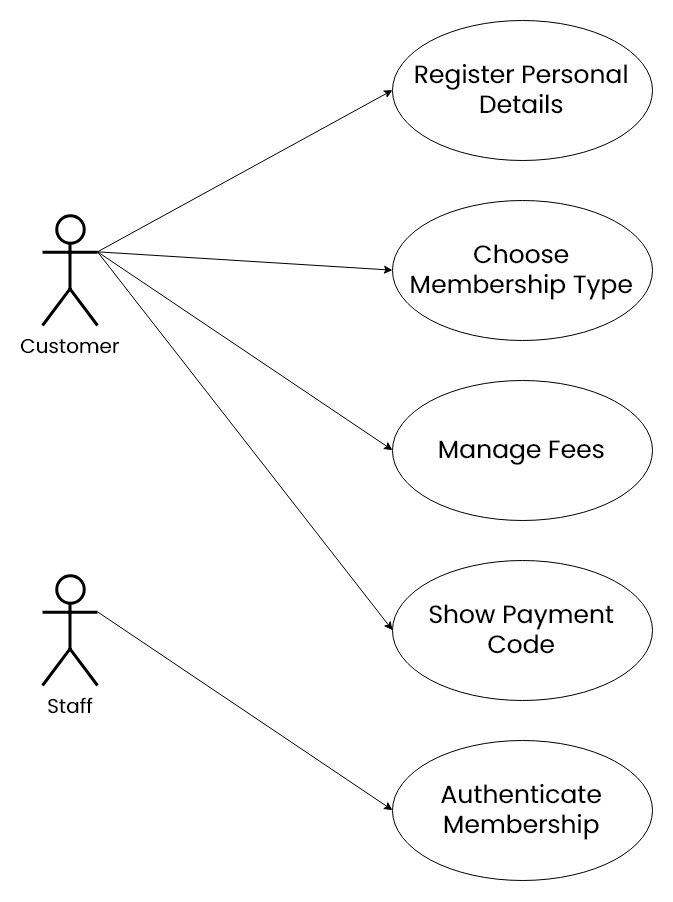 Register Personal
Details
Choose
Membership Type
Customer
Manage Fees
Show Payment
Code
Staff
Authenticate
Membership